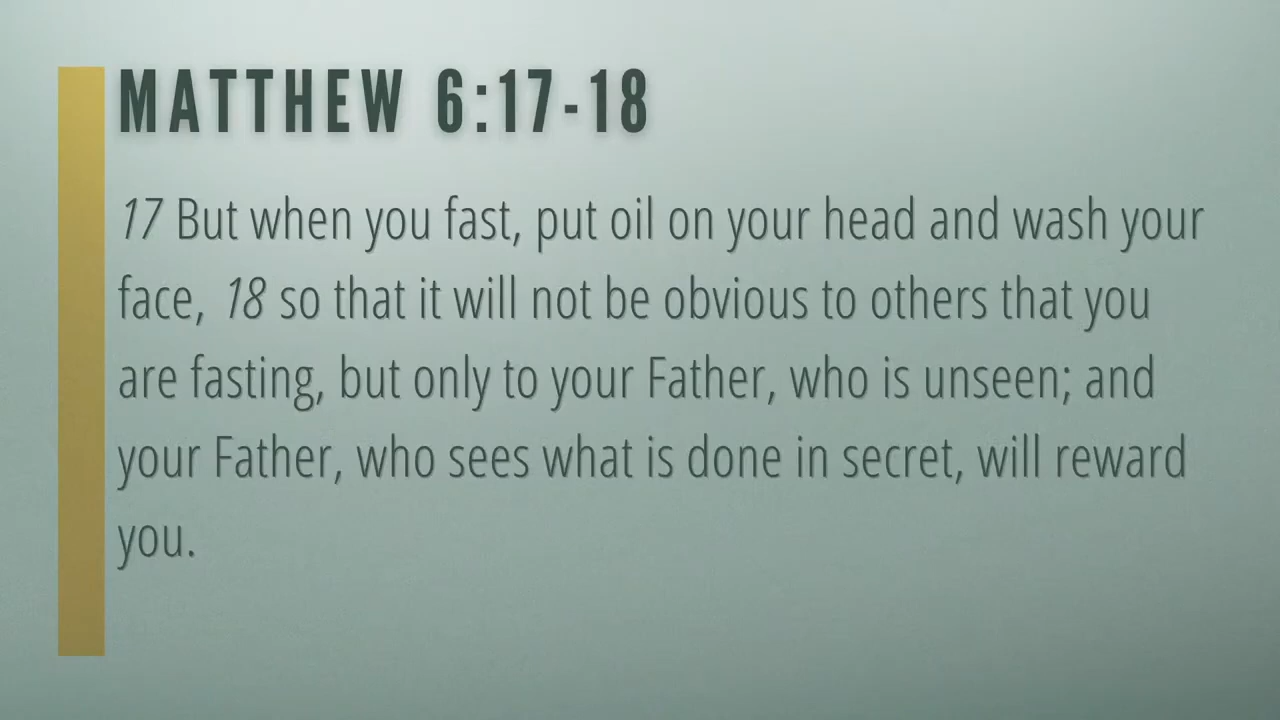 MATTHEW 6:17-18
17 But when you fast, put oil on your head and wash your
face, 18 so that it will not be obvious to others that you
are fasting, but only to your Father, who is unseen; and
your Father, who sees what is done in secret, will reward
you.